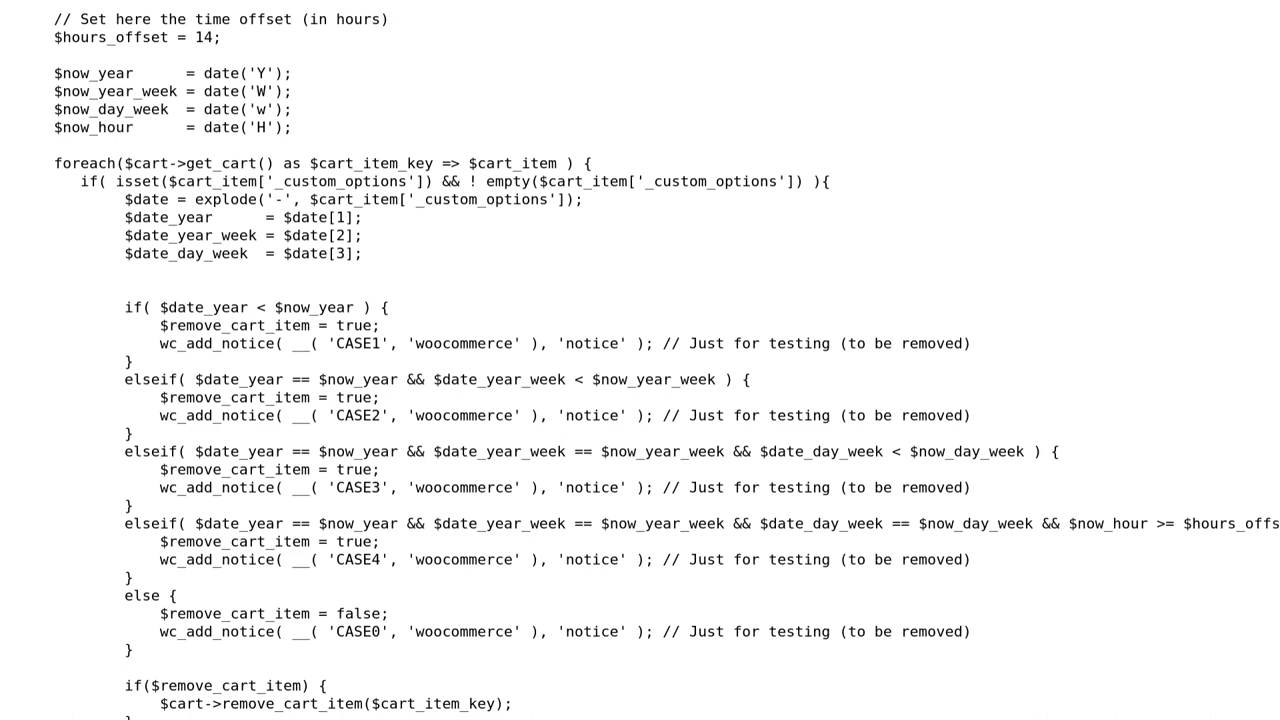 // Set here the time offset (in hours)
$hours_offset = 14;
$now_year      = date('Y');
$now_year_week = date('W');
$now_day_week  = date('w');
$now_hour      = date('H');
foreach($cart->get_cart() as $cart_item_key => $cart_item ) {
   if( isset($cart_item['_custom_options']) && ! empty($cart_item['_custom_options']) ){
        $date = explode('-', $cart_item['_custom_options']);
        $date_year      = $date[1];
        $date_year_week = $date[2];
        $date_day_week  = $date[3];
        if( $date_year < $now_year ) {
            $remove_cart_item = true;
            wc_add_notice( __( 'CASE1', 'woocommerce' ), 'notice' ); // Just for testing (to be removed)
        }
        elseif( $date_year == $now_year && $date_year_week < $now_year_week ) {
            $remove_cart_item = true;
            wc_add_notice( __( 'CASE2', 'woocommerce' ), 'notice' ); // Just for testing (to be removed)
        }
        elseif( $date_year == $now_year && $date_year_week == $now_year_week && $date_day_week < $now_day_week ) {
            $remove_cart_item = true;
            wc_add_notice( __( 'CASE3', 'woocommerce' ), 'notice' ); // Just for testing (to be removed)
        }
        elseif( $date_year == $now_year && $date_year_week == $now_year_week && $date_day_week == $now_day_week && $now_hour >= $hours_offs
            $remove_cart_item = true;
            wc_add_notice( __( 'CASE4', 'woocommerce' ), 'notice' ); // Just for testing (to be removed)
        }
        else {
            $remove_cart_item = false;
            wc_add_notice( __( 'CASE0', 'woocommerce' ), 'notice' ); // Just for testing (to be removed)
        }
        if($remove_cart_item) {
            $cart->remove_cart_item($cart_item_key);